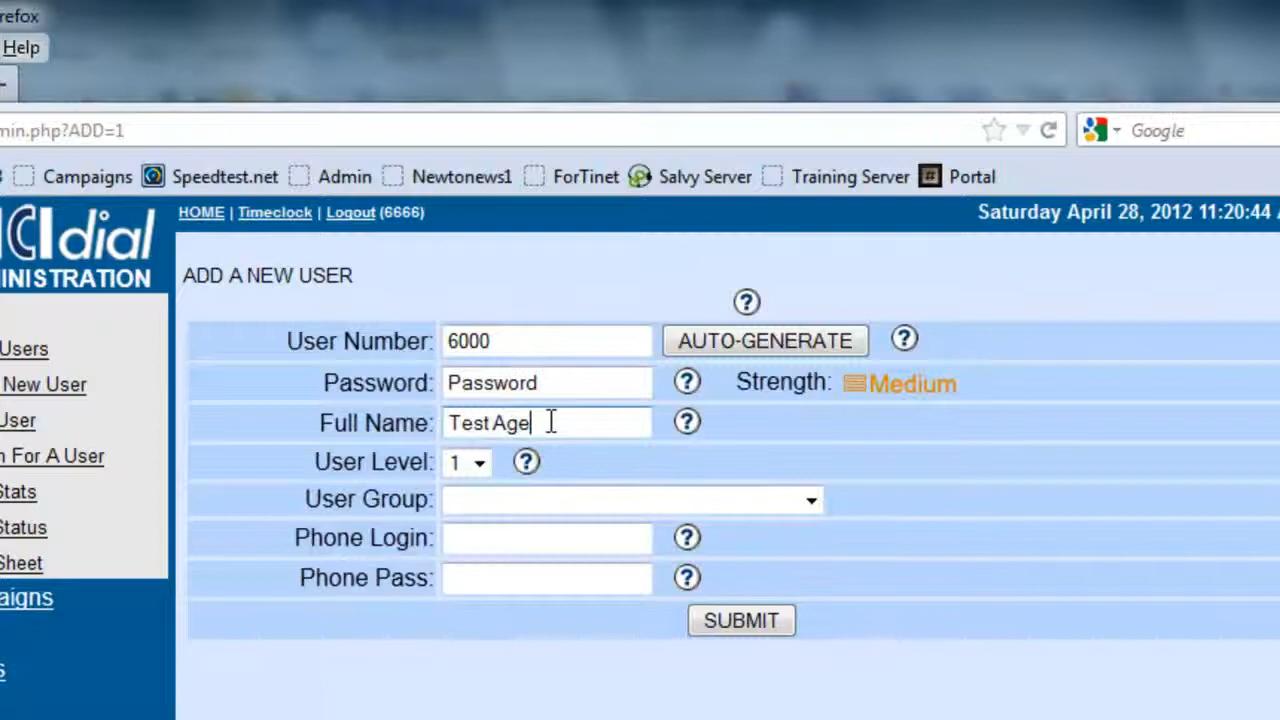 refox
Help
min.php?ADD=1
Google
Campaigns Speedtest.net Admin Newtonews1 ForTinet Salvy Server Training Server Portal
CIdial
INISTRATION
HOME | Timeclock | Logout (6666)
Saturday April 28, 2012 11:20:44
ADD A NEW USER
Users
New User
User
n For A User
Stats
Status
Sheet
aigns
s
User Number: 6000 AUTO-GENERATE
Password: Password Strength: Medium
Full Name: Test Age
User Level: 1
User Group:
Phone Login:
Phone Pass:
SUBMIT